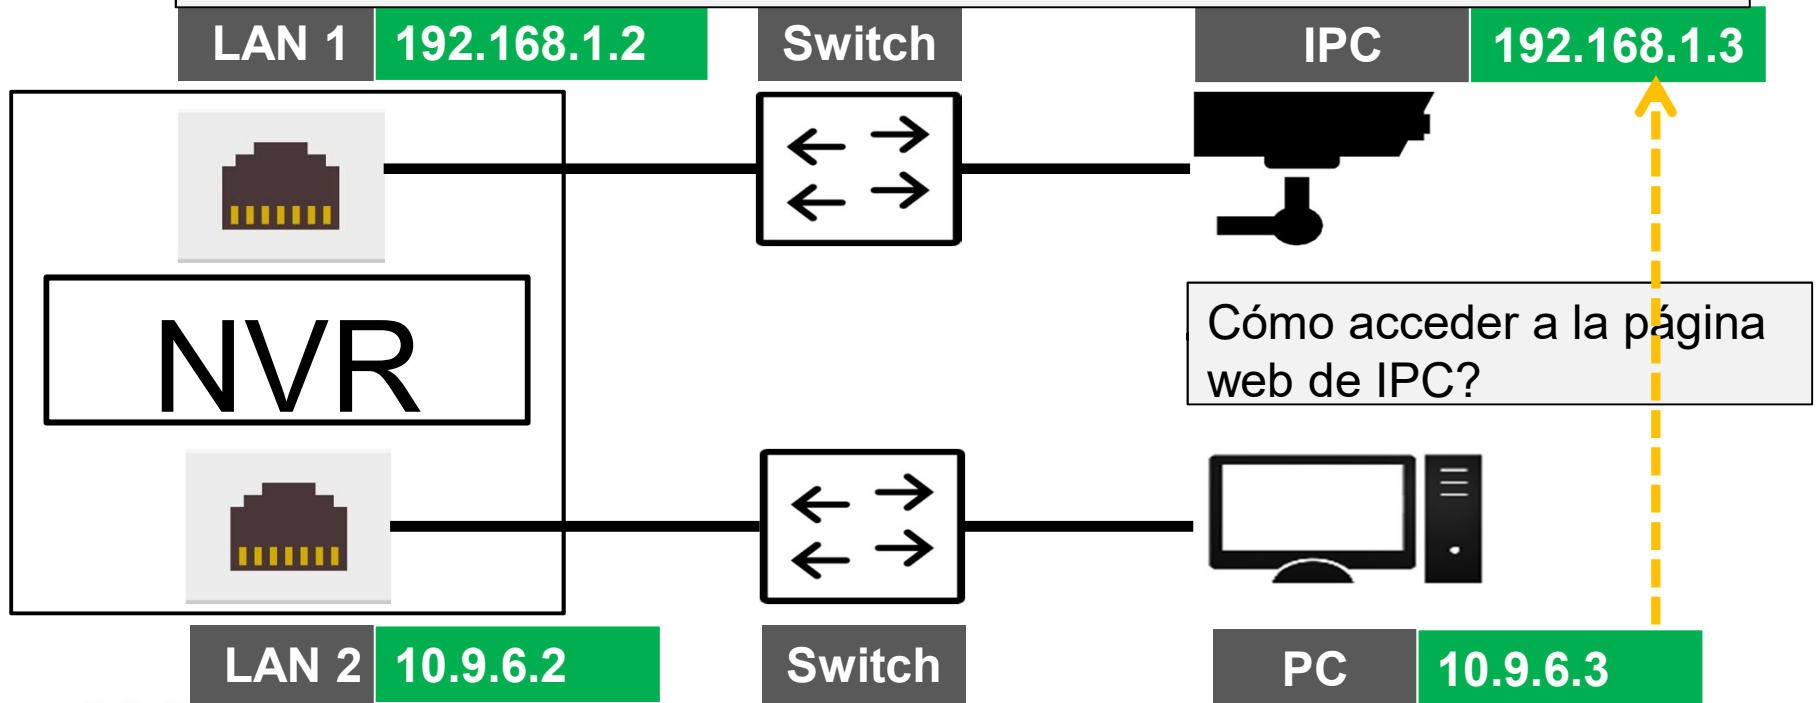 LAN 1 192.168.1.2 Switch IPC 192.168.1.3
NVR
Cómo acceder a la página
web de IPC?
LAN 2 10.9.6.2 Switch PC 10.9.6.3